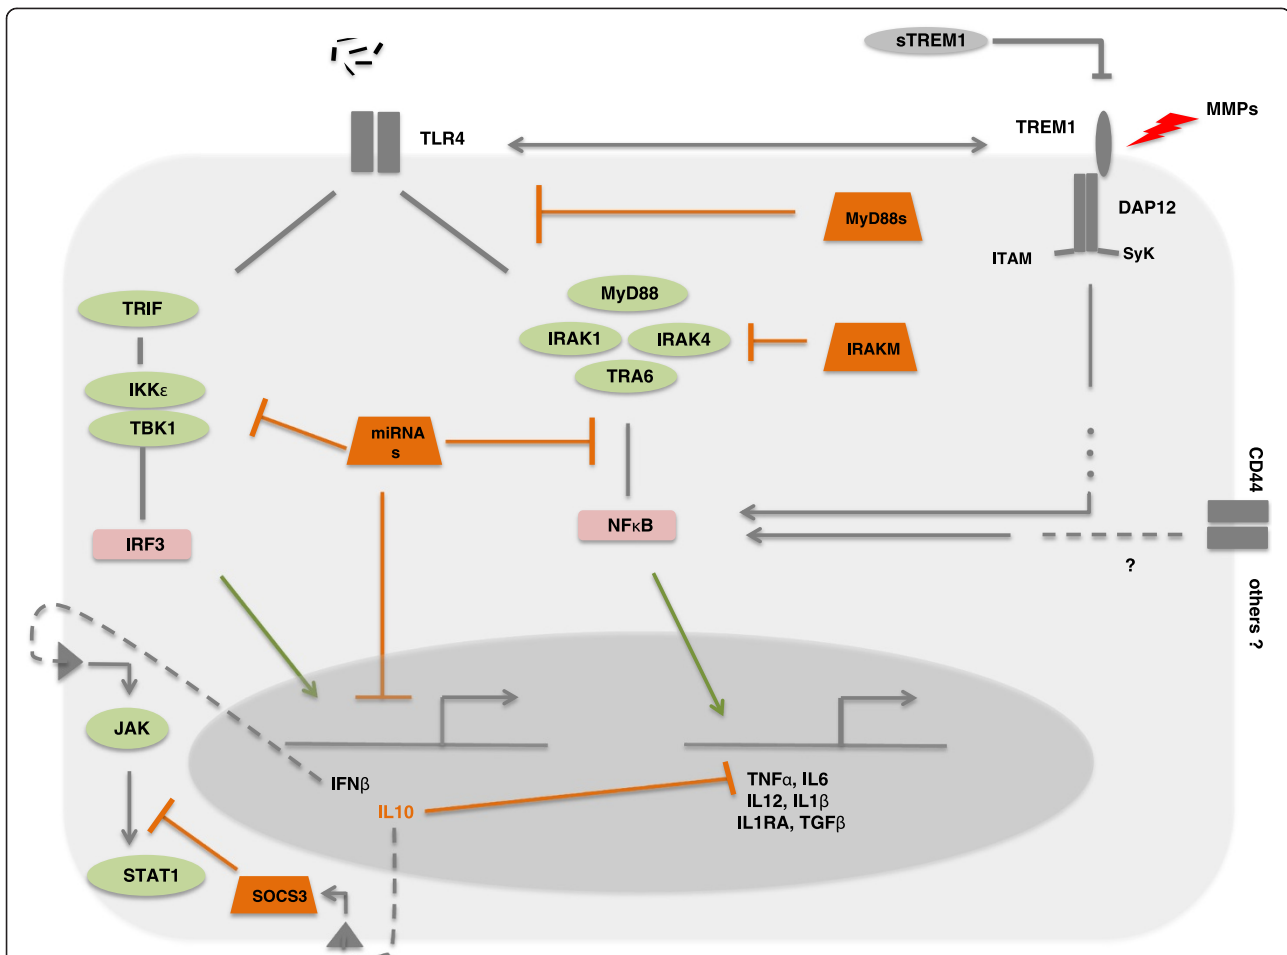 sTREM1
MMPs
TREM1
TLR4
DAP12
MyD88s
ITAM
SyK
MyD88
TRIF
IRAK1
IRAK4
IRAKM
TRA6
IKKε
TBK1
miRNA
s
CD44
NFκB
IRF3
?
others ?
JAK
IFNβ
TNFα, IL6
IL12, IL1β
IL1RA, TGFβ
IL10
STAT1
SOCS3